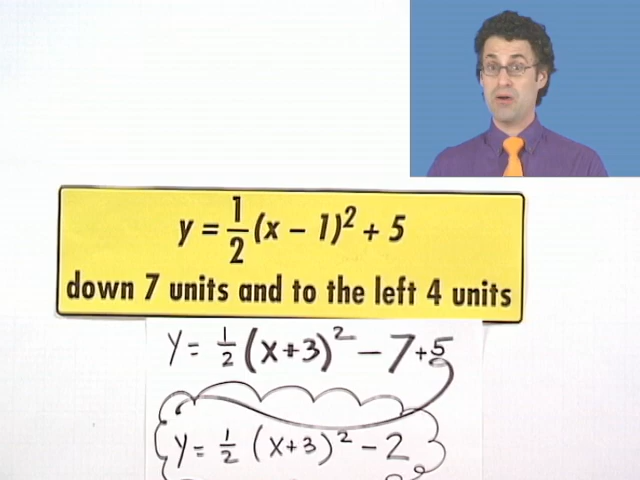 y = 1/2 (x – 1)² + 5
down 7 units and to the left 4 units
y = 1/2 (x+3)² – 7 +5
y = 1/2 (x+3)² – 2